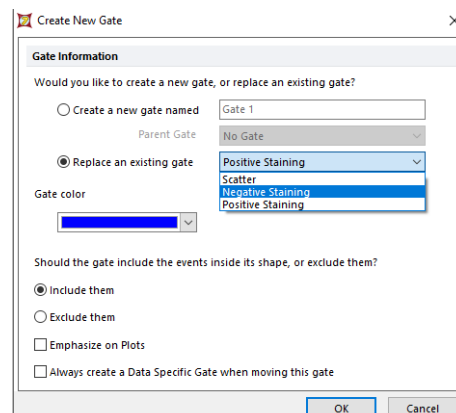 Create New Gate
Gate Information
Would you like to create a new gate, or replace an existing gate?
Create a new gate named Gate 1
Parent Gate No Gate
Replace an existing gate Positive Staining
Scatter
Negative Staining
Positive Staining
Gate color
Should the gate include the events inside its shape, or exclude them?
Include them
Exclude them
Emphasize on Plots
Always create a Data Specific Gate when moving this gate
OK Cancel